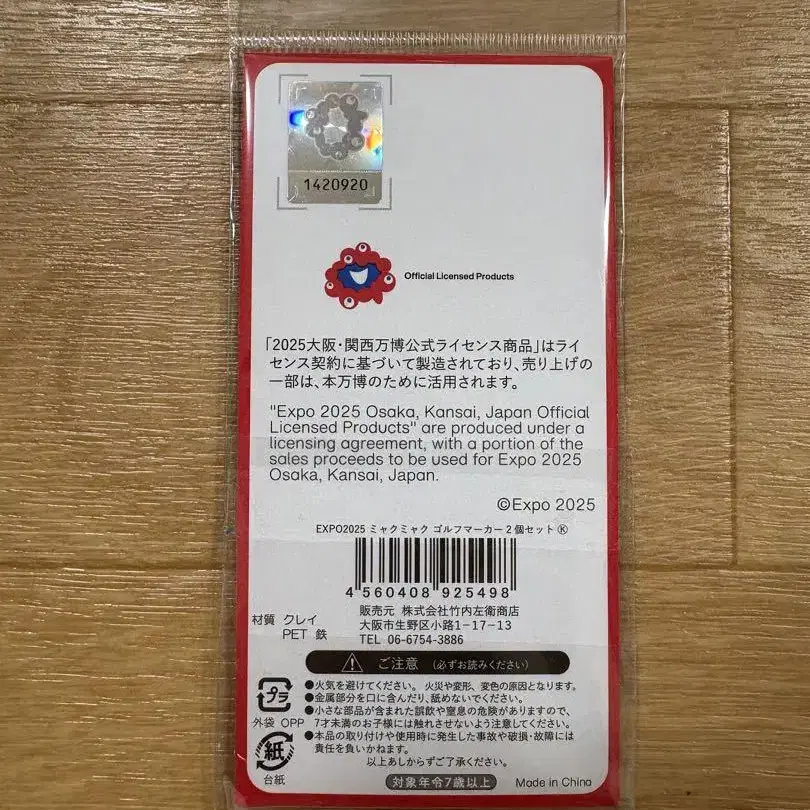 1420920
Official Licensed Products
「2025大阪・関西万博公式ライセンス商品」はライ
センス契約に基づいて製造されており、売り上げの
一部は、本万博のために活用されます。
"Expo 2025 Osaka, Kansai, Japan Official
Licensed Products" are produced under a
licensing agreement, with a portion of the
sales proceeds to be used for Expo 2025
Osaka, Kansai, Japan.
©Expo 2025
EXPO2025 ミャクミャク ゴルフマーカー2個セット Ⓚ
4 560408 925498
材質 クレイ
PET 鉄
販売元 株式会社竹内左衛商店
大阪市生野区小路1-17-13
TEL 06-6754-3886
ご注意 (必ずお読みください)
●火気を避けてください。火災や変形、変色の原因となります。
●金属部分を口に含んだり、舐めないでください。
●小さな部品が含まれた誤飲や窒息の危険がありますので、
7才未満のお子様には触れさせないよう注意してください。
●本品の取り付けや使用時に発生した事故や破損・故障には
責任を負いかねます。
以上あしからずご了承ください。
プラ
外袋 OPP
紙
台紙
対象年令7歳以上
Made in China